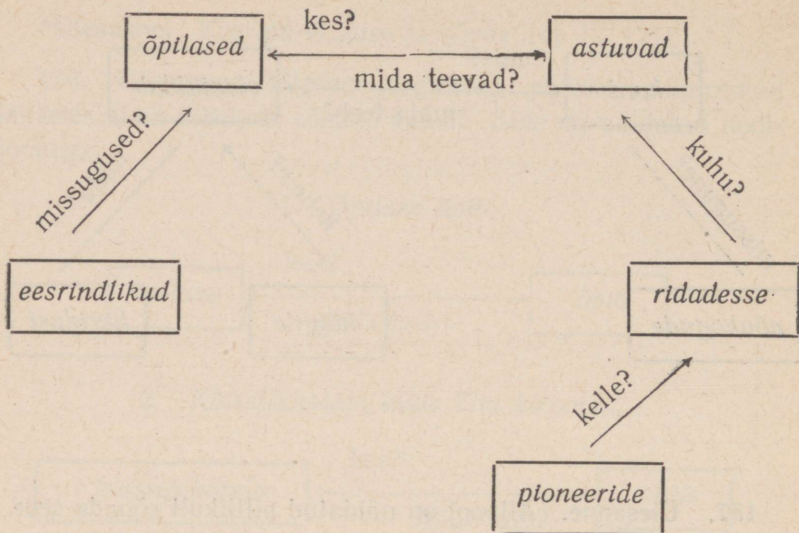 kes?
õpilased
astuvad
mida teevad?
missugused?
kuhu?
eesrindlikud
ridadesse
kelle?
pioneeride